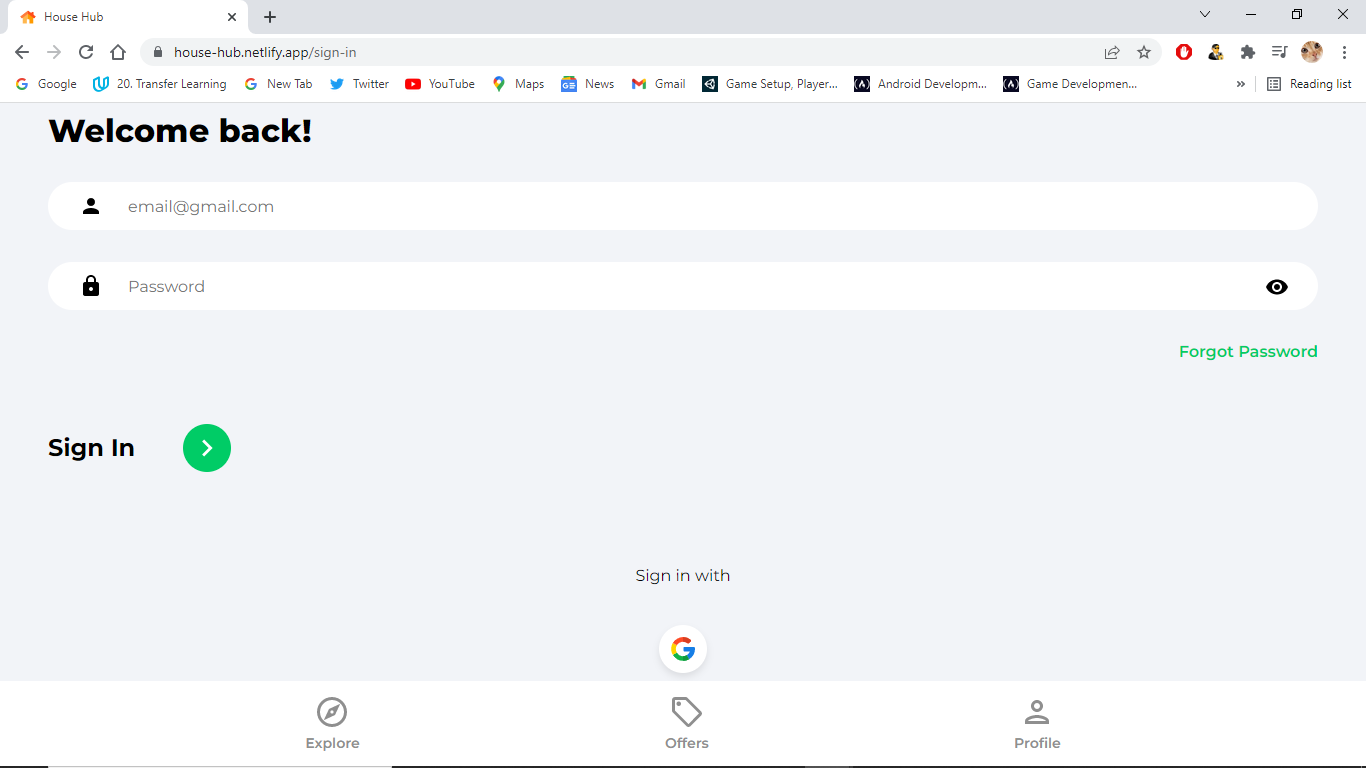 House Hub
house-hub.netlify.app/sign-in
Google 20. Transfer Learning New Tab Twitter YouTube Maps News Gmail Game Setup, Player... Android Developm... Game Developmen... » Reading list
Welcome back!
email@gmail.com
Password
Forgot Password
Sign In
Sign in with
Explore Offers Profile